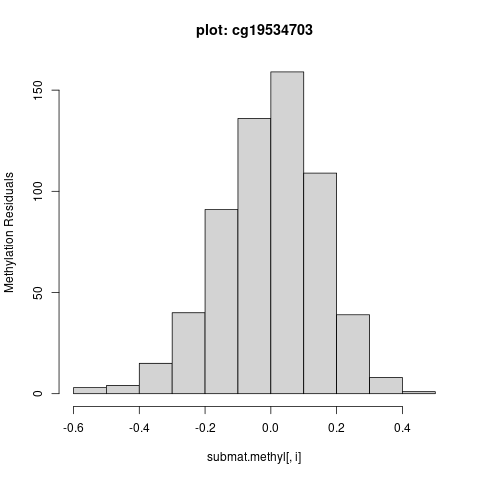 plot: cg19534703
Methylation Residuals
150
100
50
0
-0.6 -0.4 -0.2 0.0 0.2 0.4
submat.methyl[, i]